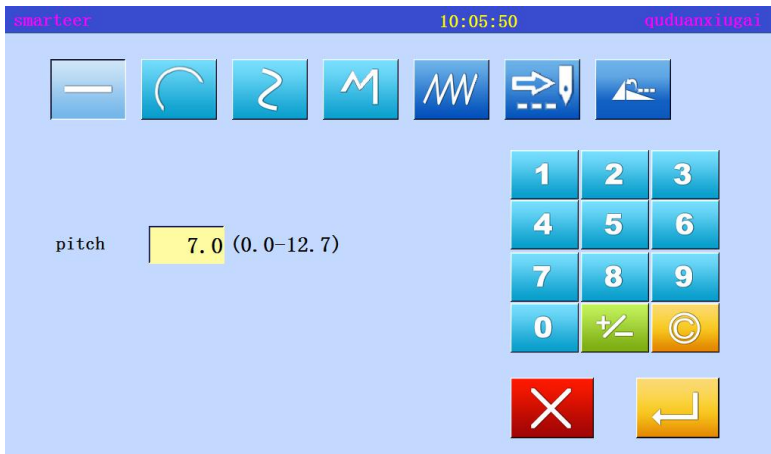 smarteer 10:05:50 quduanxiugai
1 2 3
pitch 7.0 (0.0-12.7) 4 5 6
7 8 9
0 +/- ©